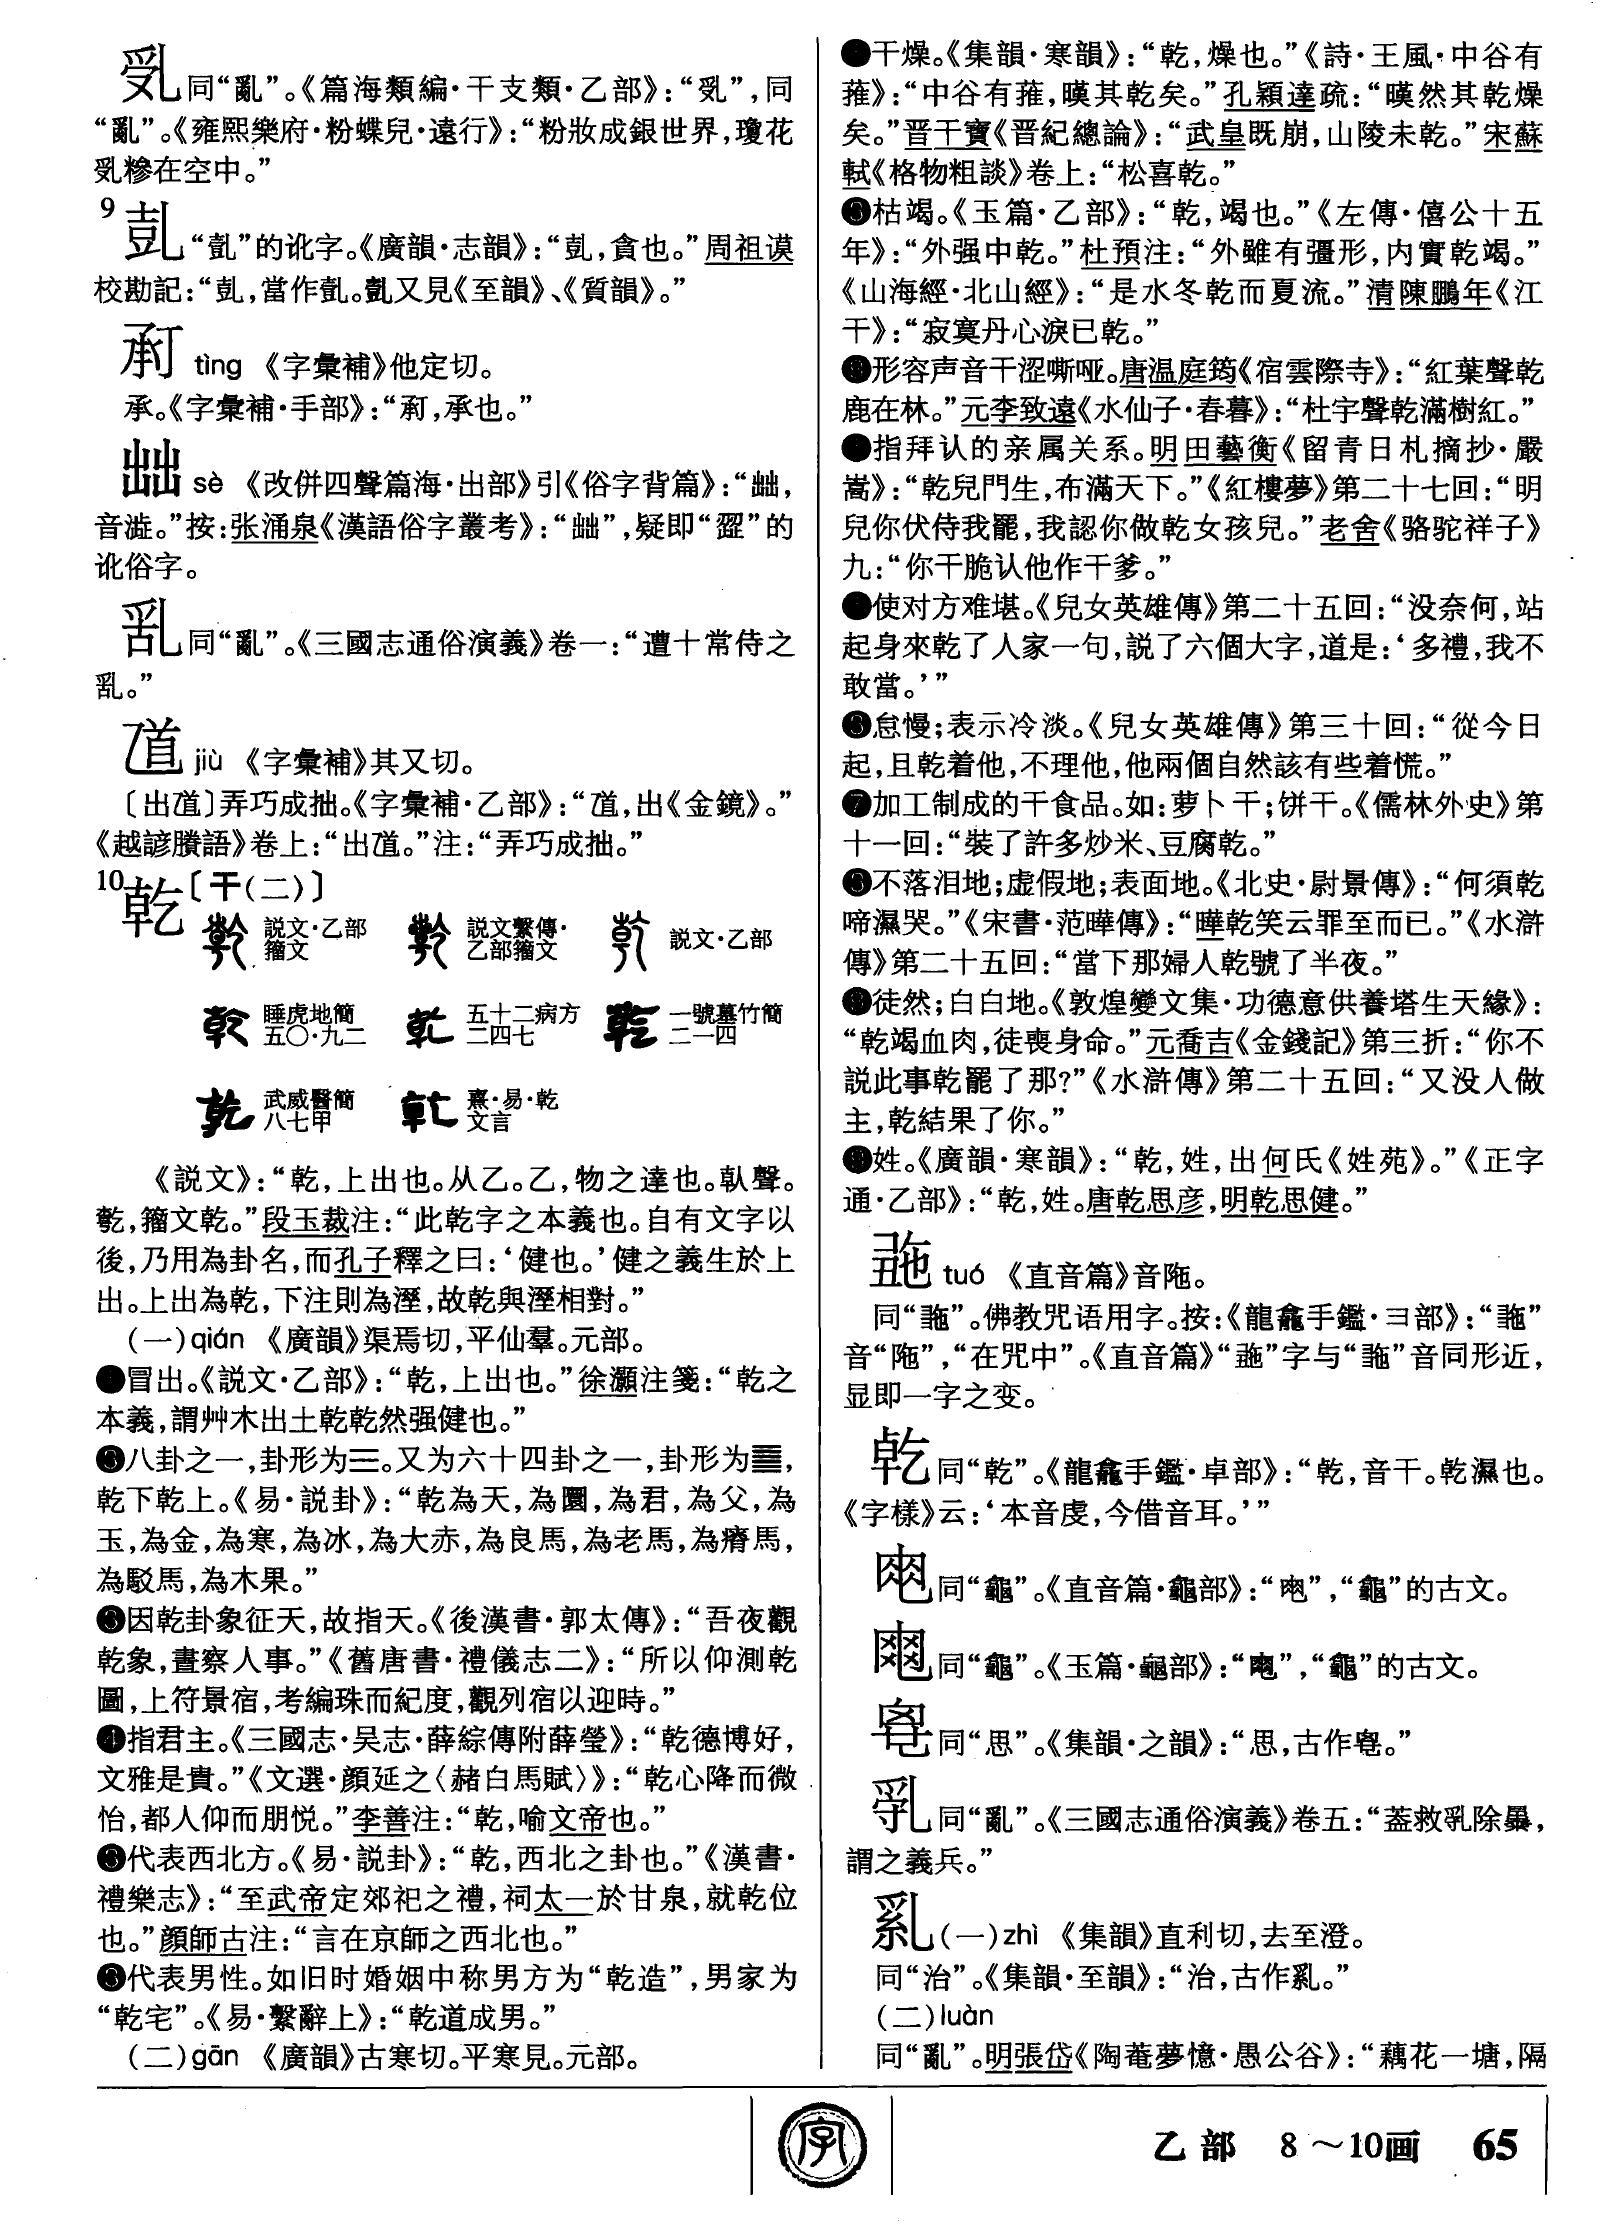 同“亂”。《篇海類編·干支類·乙部》：“𠃵”，同
“亂”。《雍熙樂府·粉蝶兒·遠行》：“粉妝成銀世界，瓊花
糝在空中。”
9
“㐖”的讹字。《廣韻·志韻》：“，貪也。”周祖谟
校勘記：“，當作。又見《至韻》、《質韻》。”
tìng 《字彙補》他定切。
承。《字彙補·手部》：“，承也。”
sè 《改併四聲篇海·出部》引《俗字背篇》：“，
音澁。”按：张涌泉《漢語俗字叢考》：“”，疑即“歰”的
讹俗字。
同“亂”。《三國志通俗演義》卷一：“遭十常侍之
。”
jiù 《字彙補》其又切。
〔出〕弄巧成拙。《字彙補·乙部》：“，出《金鏡》。”
《越諺賸語》卷上：“出。”注：“弄巧成拙。”
10 乾〔干(二)〕
説文·乙部 籀文 説文繫傳·乙部籀文 説文·乙部
睡虎地簡 五〇·九二 五十二病方 二四七 一號墓竹簡 二一四
武威醫簡 八七甲 熹·易·乾 文言
《説文》：“乾，上出也。从乙。乙，物之達也。倝聲。
，籀文乾。”段玉裁注：“此乾字之本義也。自有文字以
後，乃用為卦名，而孔子釋之曰：‘健也。’健之義生於上
出。上出為乾，下注則為溼，故乾與溼相對。”
(一)qián 《廣韻》渠焉切，平仙羣。元部。
❶冒出。《説文·乙部》：“乾，上出也。”徐灝注箋：“乾之
本義，謂艸木出土乾乾然强健也。”
❷八卦之一，卦形为☰。又为六十四卦之一，卦形为䷀，
乾下乾上。《易·説卦》：“乾為天，為圜，為君，為父，為
玉，為金，為寒，為冰，為大赤，為良馬，為老馬，為瘠馬，
為駁馬，為木果。”
❸因乾卦象征天，故指天。《後漢書·郭太傳》：“吾夜觀
乾象，晝察人事。”《舊唐書·禮儀志二》：“所以仰測乾
圖，上符景宿，考編珠而紀度，觀列宿以迎時。”
❹指君主。《三國志·吴志·薛綜傳附薛瑩》：“乾德博好，
文雅是貴。”《文選·顔延之〈赭白馬賦〉》：“乾心降而微
怡，都人仰而朋悦。”李善注：“乾，喻文帝也。”
❺代表西北方。《易·説卦》：“乾，西北之卦也。”《漢書·
禮樂志》：“至武帝定郊祀之禮，祠太一於甘泉，就乾位
也。”顔師古注：“言在京師之西北也。”
❻代表男性。如旧时婚姻中称男方为“乾造”，男家为
“乾宅”。《易·繫辭上》：“乾道成男。”
(二)gān 《廣韻》古寒切。平寒見。元部。
❶干燥。《集韻·寒韻》：“乾，燥也。”《詩·王風·中谷有
蓷》：“中谷有蓷，暵其乾矣。”孔穎達疏：“暵然其乾燥
矣。”晋干寶《晋紀總論》：“武皇既崩，山陵未乾。”宋蘇
軾《格物粗談》卷上：“松喜乾。”
❷枯竭。《玉篇·乙部》：“乾，竭也。”《左傳·僖公十五
年》：“外强中乾。”杜預注：“外雖有彊形，内實乾竭。”
《山海經·北山經》：“是水冬乾而夏流。”清陳鵬年《江
干》：“寂寞丹心淚已乾。”
❸形容声音干涩嘶哑。唐温庭筠《宿雲際寺》：“紅葉聲乾
鹿在林。”元李致遠《水仙子·春暮》：“杜宇聲乾滿樹紅。”
❹指拜认的亲属关系。明田藝衡《留青日札摘抄·嚴
嵩》：“乾兒門生，布滿天下。”《紅樓夢》第二十七回：“明
兒你伏侍我罷，我認你做乾女孩兒。”老舍《骆驼祥子》
九：“你干脆认他作干爹。”
❺使对方难堪。《兒女英雄傳》第二十五回：“没奈何，站
起身來乾了人家一句，説了六個大字，道是：‘多禮，我不
敢當。’”
❻怠慢；表示冷淡。《兒女英雄傳》第三十回：“從今日
起，且乾着他，不理他，他兩個自然該有些着慌。”
❼加工制成的干食品。如：萝卜干；饼干。《儒林外史》第
十一回：“裝了許多炒米、豆腐乾。”
❽不落泪地；虚假地；表面地。《北史·尉景傳》：“何須乾
啼濕哭。”《宋書·范曄傳》：“曄乾笑云罪至而已。”《水滸
傳》第二十五回：“當下那婦人乾號了半夜。”
❾徒然；白白地。《敦煌變文集·功德意供養塔生天緣》：
“乾竭血肉，徒喪身命。”元喬吉《金錢記》第三折：“你不
説此事乾罷了那?”《水滸傳》第二十五回：“又没人做
主，乾結果了你。”
❿姓。《廣韻·寒韻》：“乾，姓，出何氏《姓苑》。”《正字
通·乙部》：“乾，姓。唐乾思彦，明乾思健。”
tuó 《直音篇》音陁。
同“”。佛教咒语用字。按：《龍龕手鑑·彐部》：“”
音“陁”，“在咒中”。《直音篇》“”字与“”音同形近，
显即一字之变。
同“乾”。《龍龕手鑑·卓部》：“，音干。乾濕也。
《字樣》云：‘本音虔，今借音耳。’”
同“龜”。《直音篇·龜部》：“”，“龜”的古文。
同“龜”。《玉篇·龜部》：“”，“龜”的古文。
同“思”。《集韻·之韻》：“思，古作。”
同“亂”。《三國志通俗演義》卷五：“葢救除暴，
謂之義兵。”
(一)zhì 《集韻》直利切，去至澄。
同“治”。《集韻·至韻》：“治，古作乿。”
(二)luàn
同“亂”。明張岱《陶菴夢憶·愚公谷》：“藕花一塘，隔
字
乙部 8～10画 65